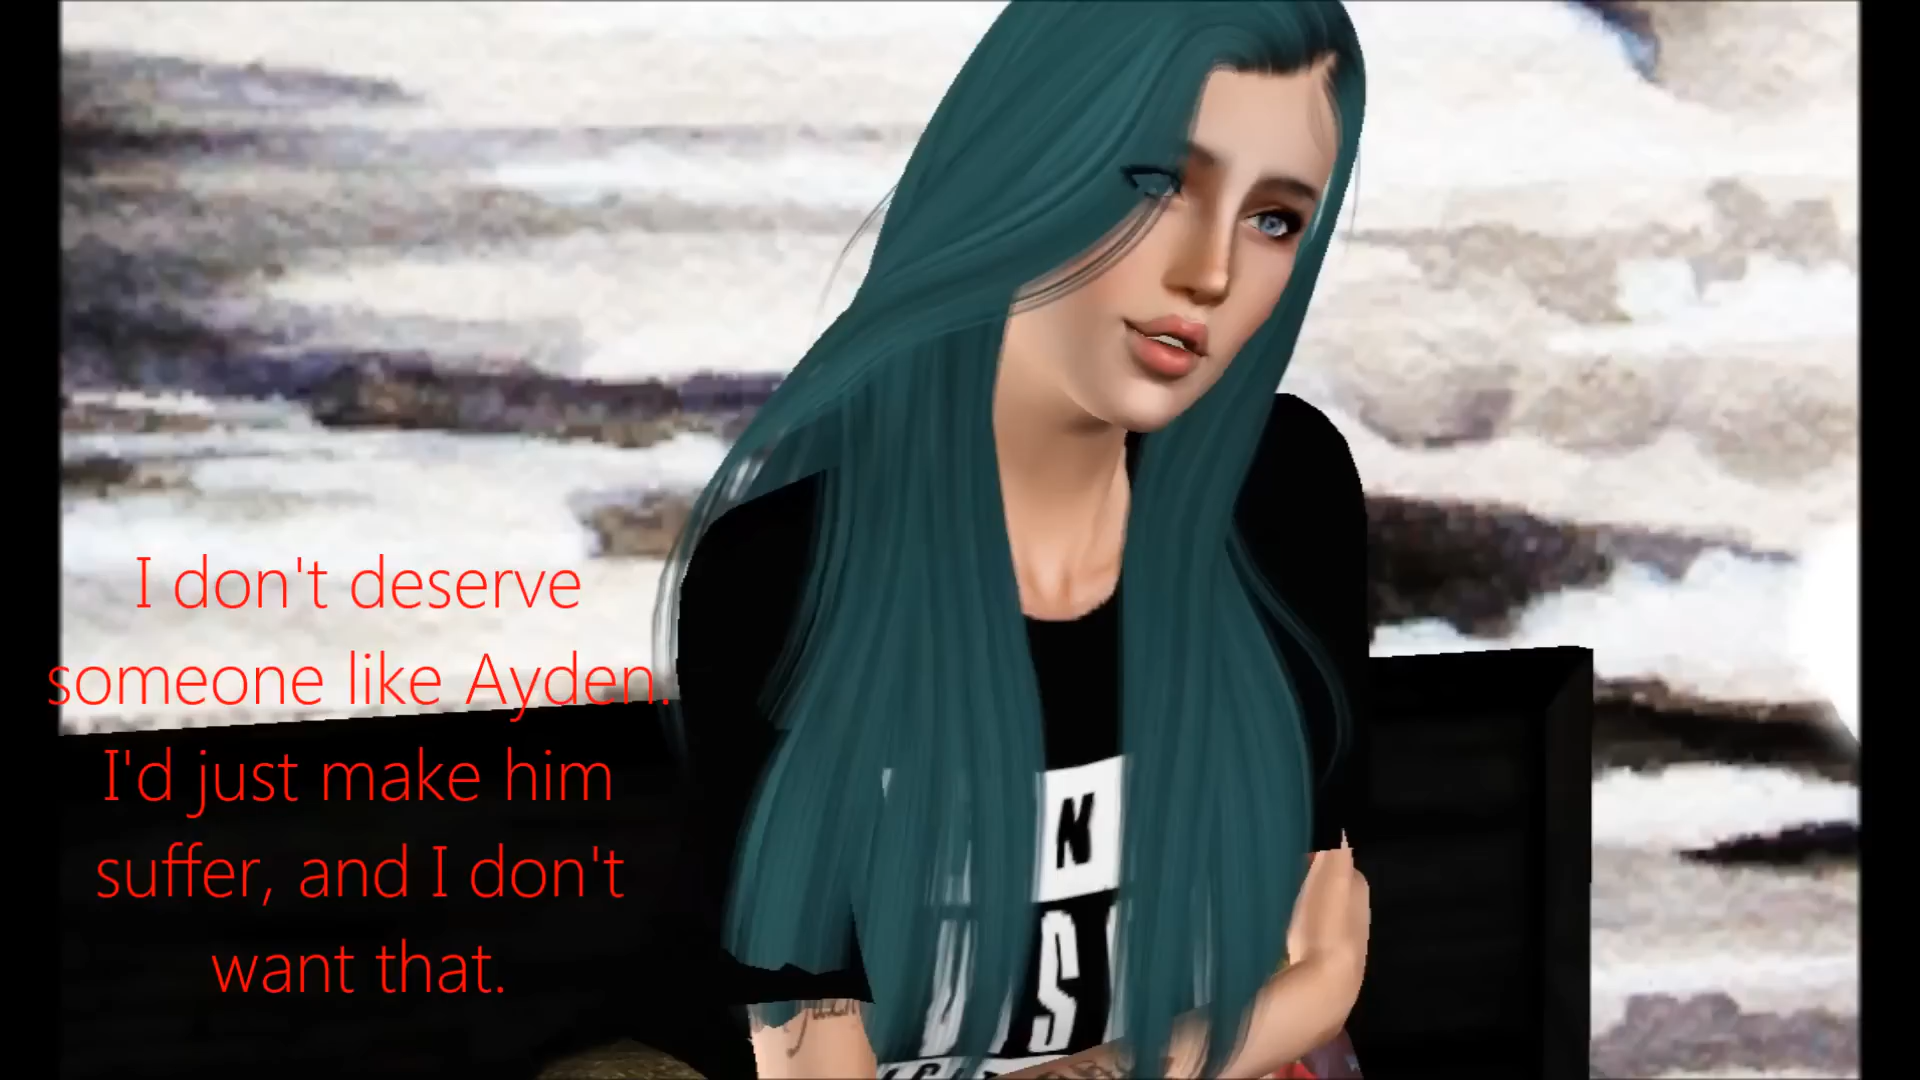 I don't deserve
someone like Ayden.
I'd just make him
suffer, and I don't
want that.
K